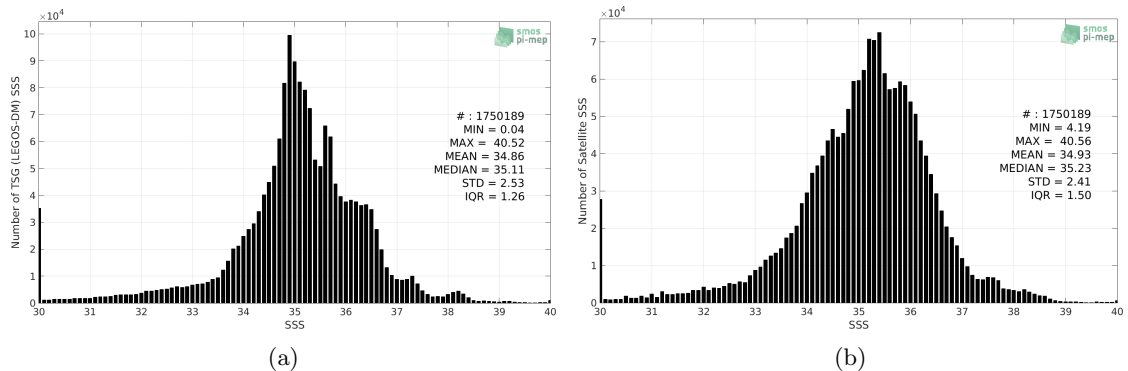 ×10⁴
Number of TSG (LEGOS-DM) SSS
10
9
8
7
6
5
4
3
2
1
0
smos
pi-mep
# : 1750189
MIN = 0.04
MAX = 40.52
MEAN = 34.86
MEDIAN = 35.11
STD = 2.53
IQR = 1.26
30 31 32 33 34 35 36 37 38 39 40
SSS
(a)
×10⁴
Number of Satellite SSS
7
6
5
4
3
2
1
0
smos
pi-mep
# : 1750189
MIN = 4.19
MAX = 40.56
MEAN = 34.93
MEDIAN = 35.23
STD = 2.41
IQR = 1.50
30 31 32 33 34 35 36 37 38 39 40
SSS
(b)